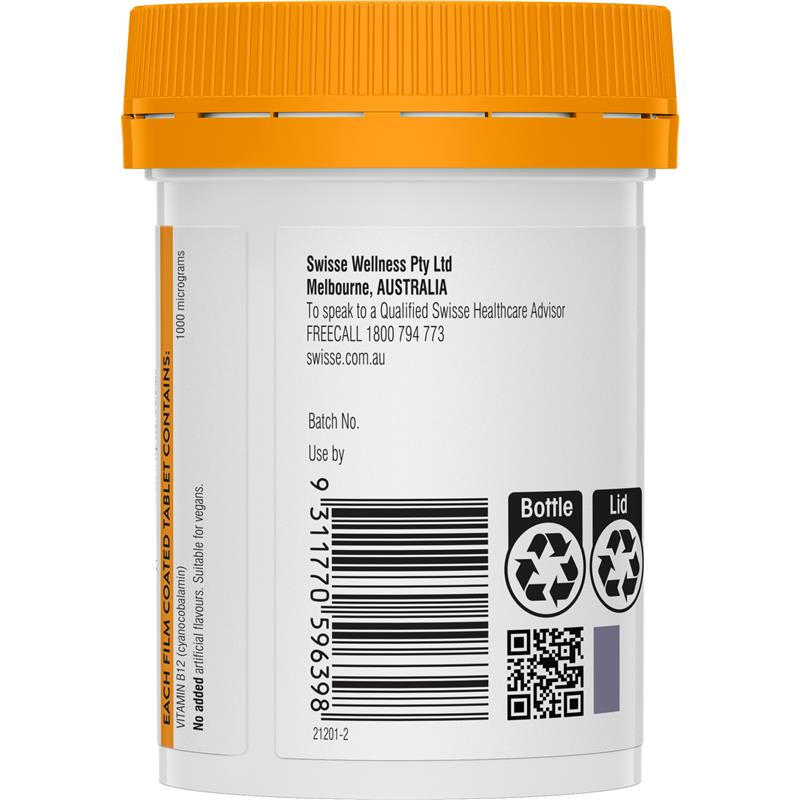 EACH FILM COATED TABLET CONTAINS:
VITAMIN B12 (cyanocobalamin) 1000 micrograms
No added artificial flavours. Suitable for vegans.
Swisse Wellness Pty Ltd
Melbourne, AUSTRALIA
To speak to a Qualified Swisse Healthcare Advisor
FREECALL 1800 794 773
swisse.com.au
Batch No.
Use by
9 311770 596398
21201-2
Bottle
Lid